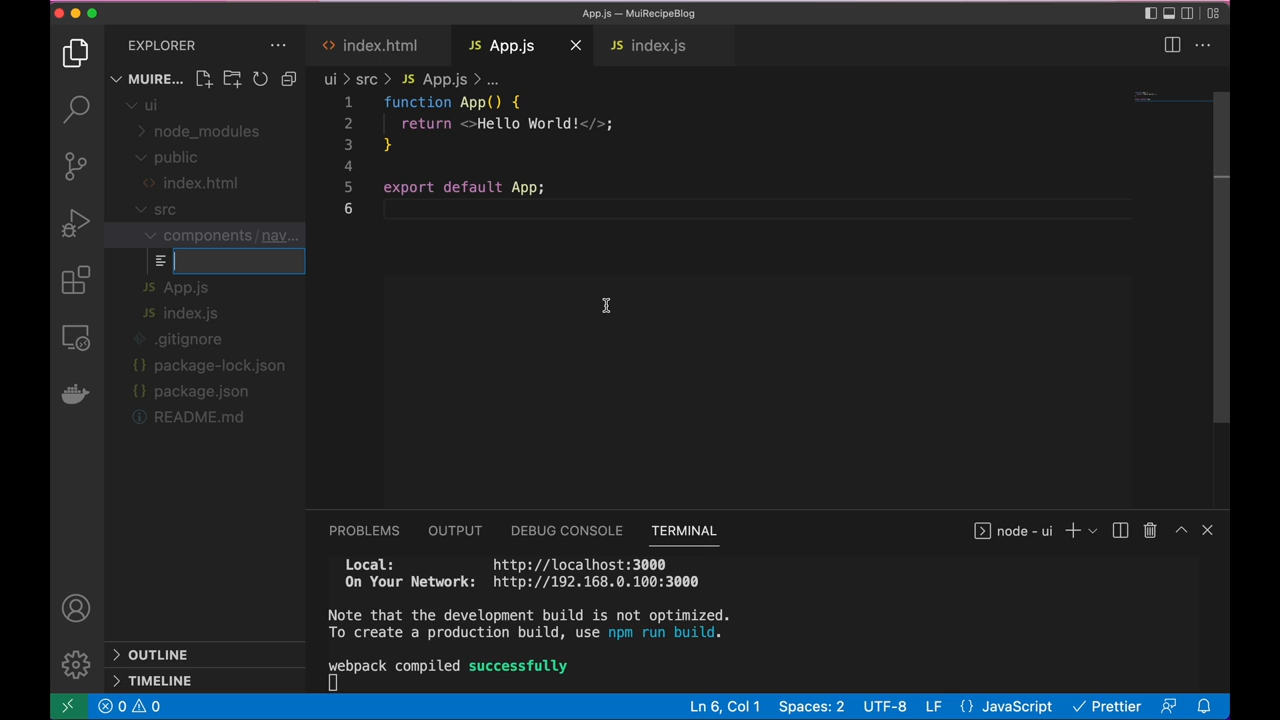 App.js — MuiRecipeBlog
EXPLORER
index.html
JS App.js
JS index.js
MUIRE...
ui > src > JS App.js > ...
ui
node_modules
public
index.html
src
components / nav...
JS App.js
JS index.js
.gitignore
{} package-lock.json
{} package.json
README.md
OUTLINE
TIMELINE
1 function App() {
2 return <>Hello World!</>;
3 }
4
5 export default App;
6
PROBLEMS OUTPUT DEBUG CONSOLE TERMINAL
node - ui
Local: http://localhost:3000
On Your Network: http://192.168.0.100:3000
Note that the development build is not optimized.
To create a production build, use npm run build.
webpack compiled successfully
0 0 Ln 6, Col 1 Spaces: 2 UTF-8 LF {} JavaScript Prettier